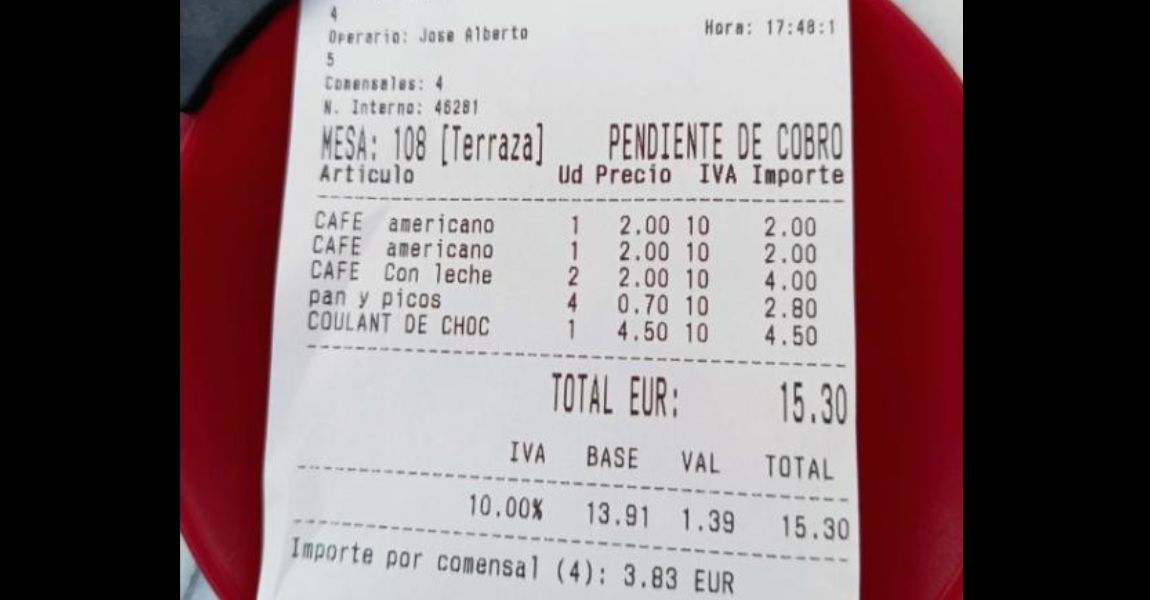 4
Operario: Jose Alberto Hora: 17:48:1
5
Comensales: 4
N. Interno: 46281
MESA: 108 [Terraza] PENDIENTE DE COBRO
Articulo Ud Precio IVA Importe
CAFE americano 1 2.00 10 2.00
CAFE americano 1 2.00 10 2.00
CAFE Con leche 2 2.00 10 4.00
pan y picos 4 0.70 10 2.80
COULANT DE CHOC 1 4.50 10 4.50
TOTAL EUR: 15.30
IVA BASE VAL TOTAL
10.00% 13.91 1.39 15.30
Importe por comensal (4): 3.83 EUR